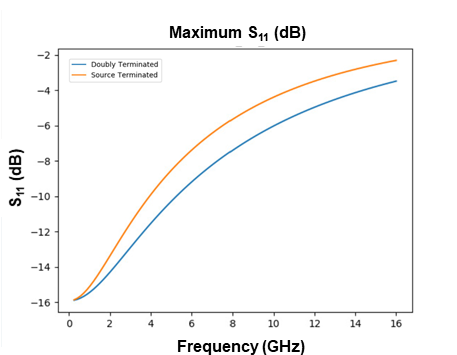 Maximum S11 (dB)
Doubly Terminated
Source Terminated
S11 (dB)
−2
−4
−6
−8
−10
−12
−14
−16
0 2 4 6 8 10 12 14 16
Frequency (GHz)